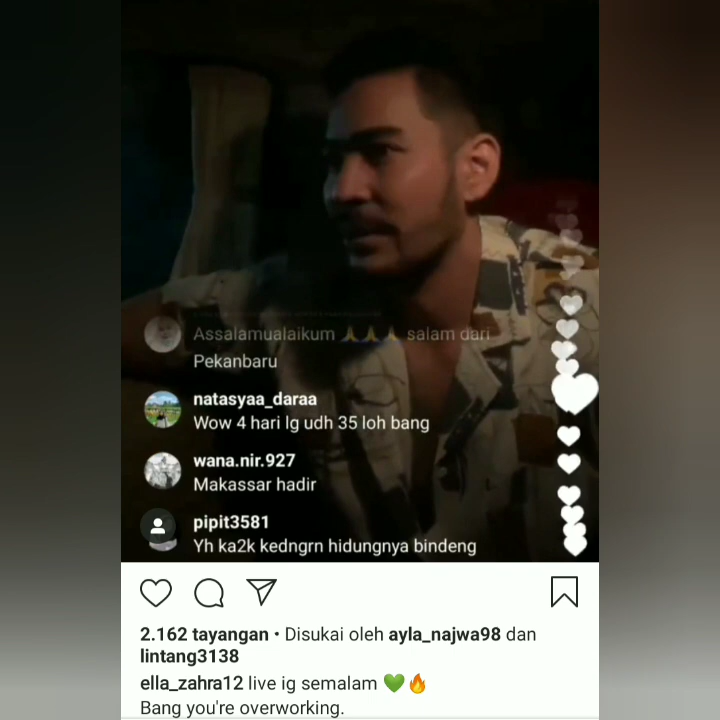 Assalamualaikum 🙏🙏🙏 salam dari
Pekanbaru
natasyaa_daraa
Wow 4 hari lg udh 35 loh bang
wana.nir.927
Makassar hadir
pipit3581
Yh ka2k kedngrn hidungnya bindeng
2.162 tayangan • Disukai oleh ayla_najwa98 dan
lintang3138
ella_zahra12 live ig semalam 💚🔥
Bang you're overworking.